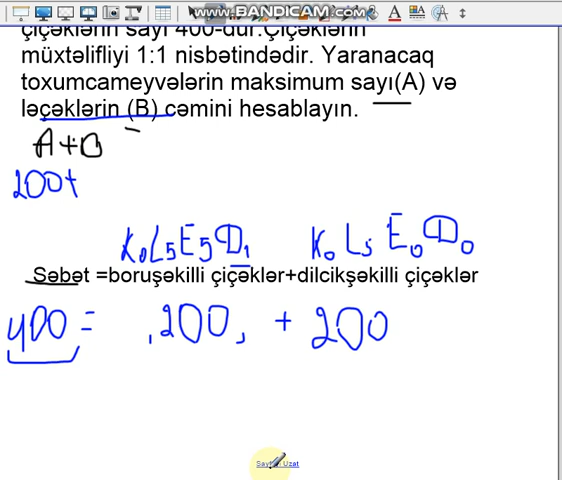 WWW.BANDICAM.COM
çiçəklərin sayı 400-dür.Çiçəklərin
müxtəlifliyi 1:1 nisbətindədir. Yaranacaq
toxumcameyvələrin maksimum sayı(A) və
ləçəklərin (B) cəmini hesablayın.
A+B
200+
K0L5E5D1 K0L5E0D0
Səbət =boruşəkilli çiçəklər+dilcikşəkilli çiçəklər
400 = 200 + 200
Səyfəni Uzat